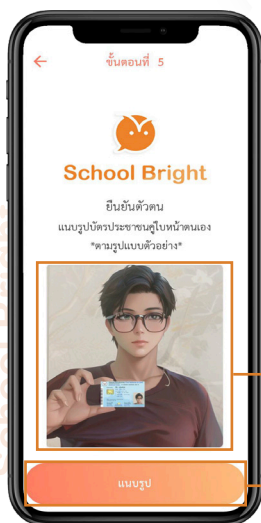 ขั้นตอนที่ 5
School Bright
ยืนยันตัวตน
แนบรูปบัตรประชาชนคู่ใบหน้าตนเอง
*ตามรูปแบบตัวอย่าง*
แนบรูป
School Bright